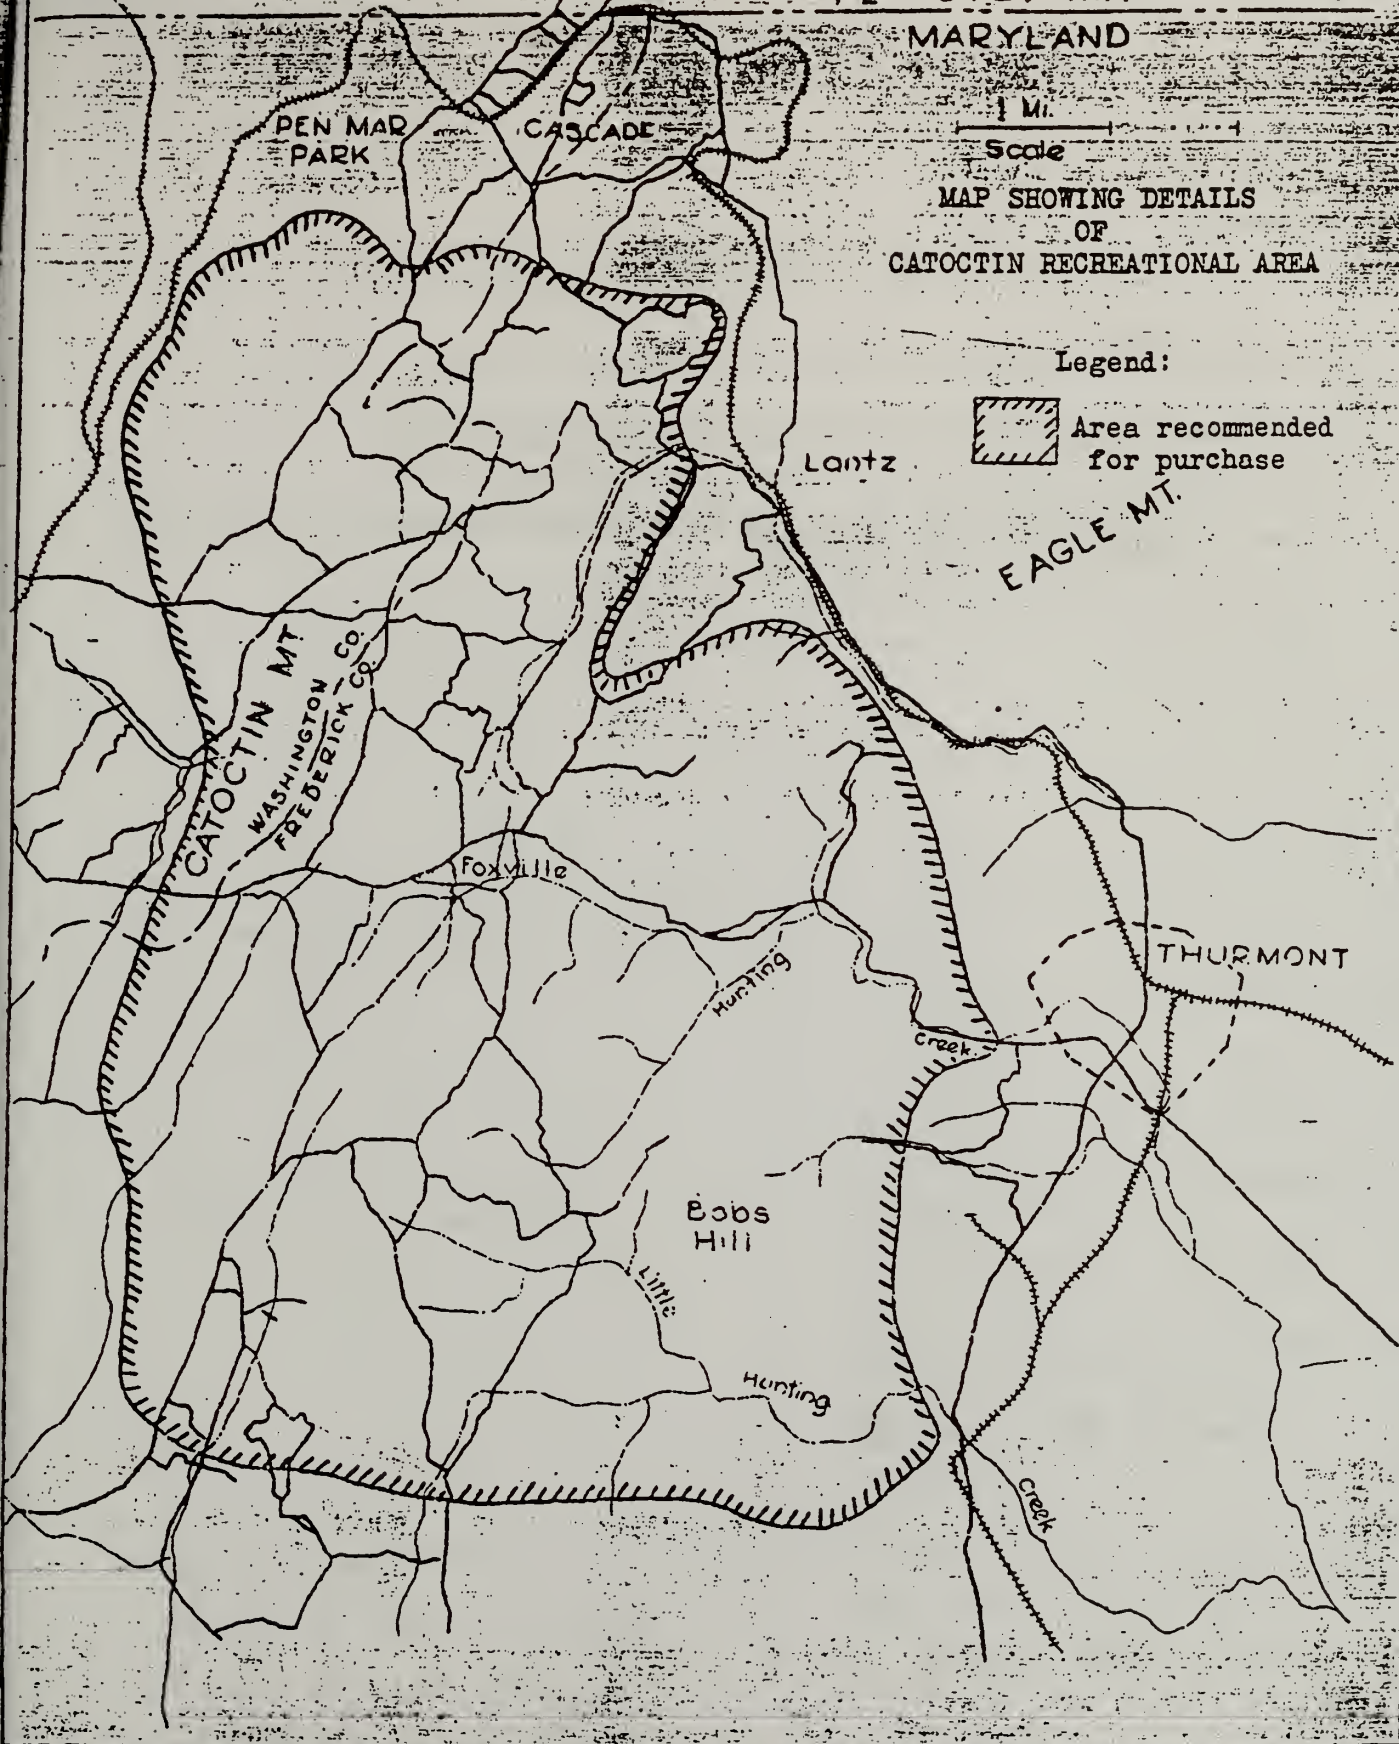 MARYLAND
1 Mi.
Scale
MAP SHOWING DETAILS
OF
CATOCTIN RECREATIONAL AREA
Legend:
Area recommended
for purchase
PEN MAR
PARK
CASCADE
Lantz
EAGLE MT.
CATOCTIN MT
WASHINGTON CO.
FREDERICK CO.
Foxville
THURMONT
Hunting
Creek
Bobs
Hill
Little
Hunting
Creek